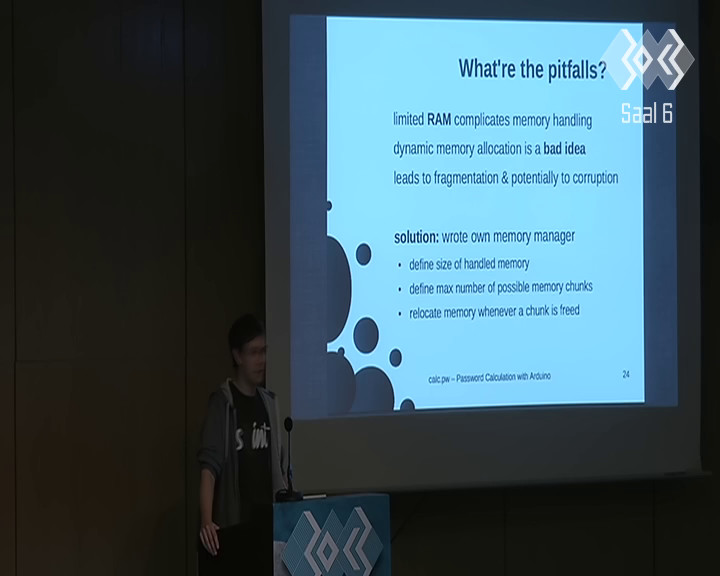 What're the pitfalls?
Saal 6
limited RAM complicates memory handling
dynamic memory allocation is a bad idea
leads to fragmentation & potentially to corruption
solution: wrote own memory manager
• define size of handled memory
• define max number of possible memory chunks
• relocate memory whenever a chunk is freed
calc.pw – Password Calculation with Arduino
24